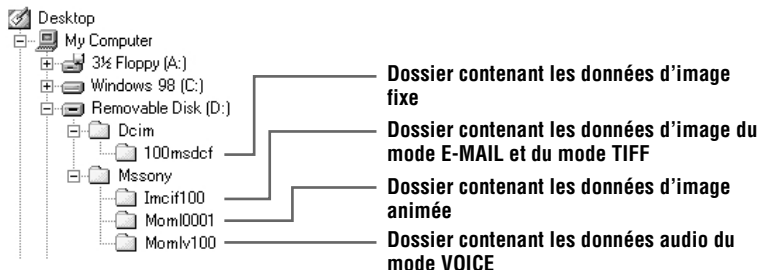 Desktop
My Computer
3½ Floppy (A:)
Windows 98 (C:)
Removable Disk (D:)
Dcim
100msdcf
Mssony
Imcif100
Moml0001
Momlv100
Dossier contenant les données d'image
fixe
Dossier contenant les données d'image du
mode E-MAIL et du mode TIFF
Dossier contenant les données d'image
animée
Dossier contenant les données audio du
mode VOICE